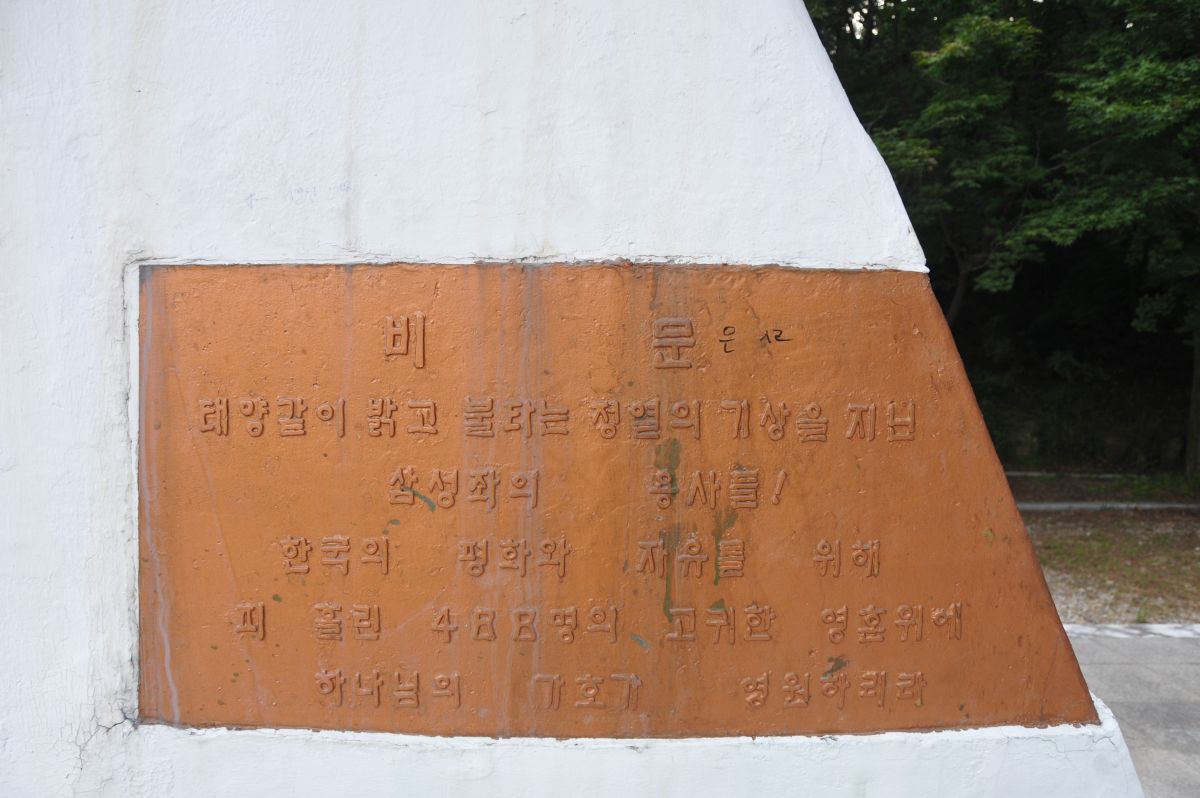 비 문 은
태양같이 밝고 불타는 정열의 기상을 지닌
삼성좌의 용사를!
한국의 평화와 자유를 위해
피 흘린 488명의 고귀한 영혼위에
하나님의 가호가 영원하리라